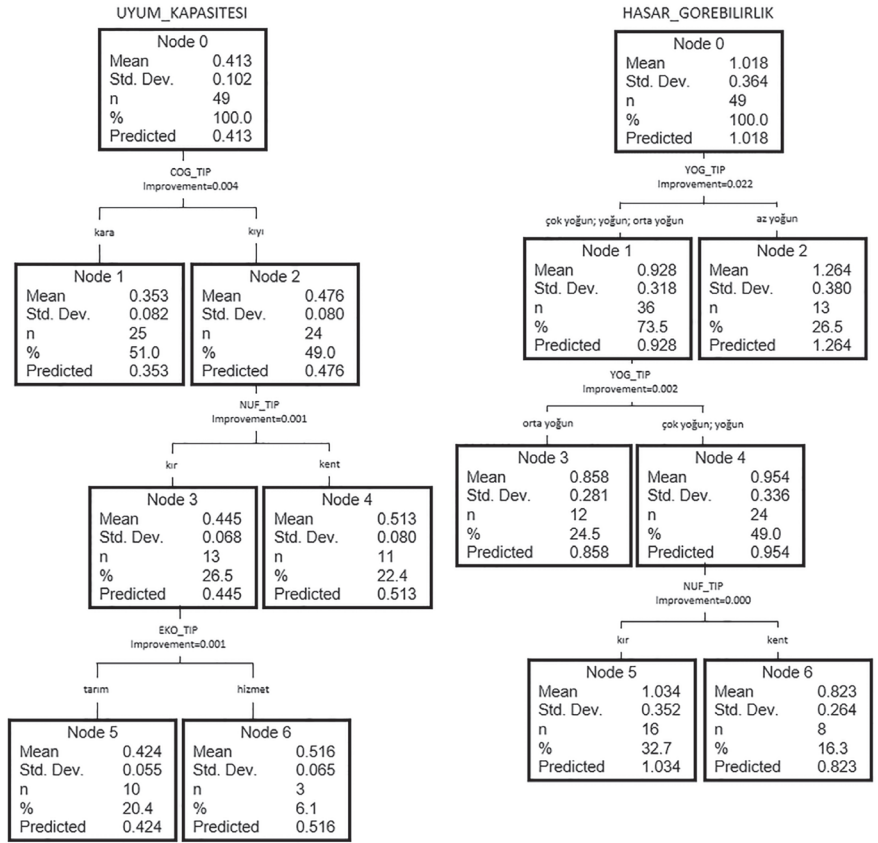 UYUM_KAPASITESI
Node 0
Mean 0.413
Std. Dev. 0.102
n 49
% 100.0
Predicted 0.413
COG_TIP
Improvement=0.004
kara
kıyı
Node 1
Mean 0.353
Std. Dev. 0.082
n 25
% 51.0
Predicted 0.353
Node 2
Mean 0.476
Std. Dev. 0.080
n 24
% 49.0
Predicted 0.476
NUF_TIP
Improvement=0.001
kır
kent
Node 3
Mean 0.445
Std. Dev. 0.068
n 13
% 26.5
Predicted 0.445
Node 4
Mean 0.513
Std. Dev. 0.080
n 11
% 22.4
Predicted 0.513
EKO_TIP
Improvement=0.001
tarım
hizmet
Node 5
Mean 0.424
Std. Dev. 0.055
n 10
% 20.4
Predicted 0.424
Node 6
Mean 0.516
Std. Dev. 0.065
n 3
% 6.1
Predicted 0.516
HASAR_GOREBILIRLIK
Node 0
Mean 1.018
Std. Dev. 0.364
n 49
% 100.0
Predicted 1.018
YOG_TIP
Improvement=0.022
çok yoğun; yoğun; orta yoğun
az yoğun
Node 1
Mean 0.928
Std. Dev. 0.318
n 36
% 73.5
Predicted 0.928
Node 2
Mean 1.264
Std. Dev. 0.380
n 13
% 26.5
Predicted 1.264
YOG_TIP
Improvement=0.002
orta yoğun
çok yoğun; yoğun
Node 3
Mean 0.858
Std. Dev. 0.281
n 12
% 24.5
Predicted 0.858
Node 4
Mean 0.954
Std. Dev. 0.336
n 24
% 49.0
Predicted 0.954
NUF_TIP
Improvement=0.000
kır
kent
Node 5
Mean 1.034
Std. Dev. 0.352
n 16
% 32.7
Predicted 1.034
Node 6
Mean 0.823
Std. Dev. 0.264
n 8
% 16.3
Predicted 0.823